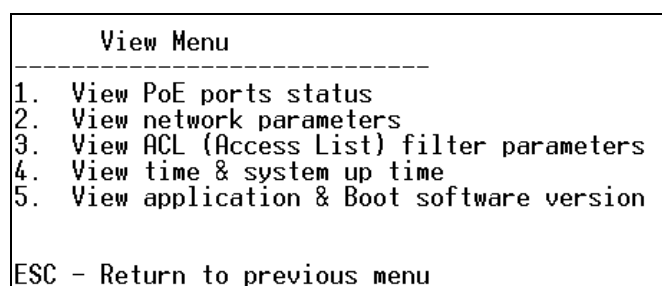 View Menu
------------------------------
1. View PoE ports status
2. View network parameters
3. View ACL (Access List) filter parameters
4. View time & system up time
5. View application & Boot software version
ESC - Return to previous menu